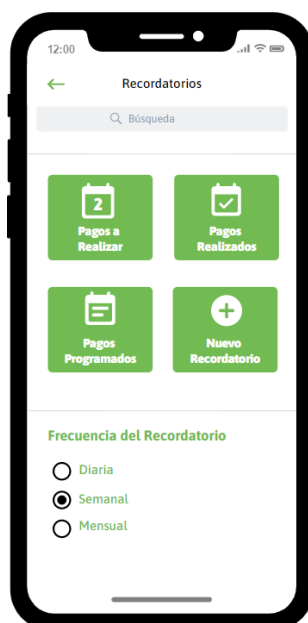 12:00
Recordatorios
Búsqueda
2
Pagos a
Realizar
Pagos
Realizados
Pagos
Programados
Nuevo
Recordatorio
Frecuencia del Recordatorio
Diaria
Semanal
Mensual